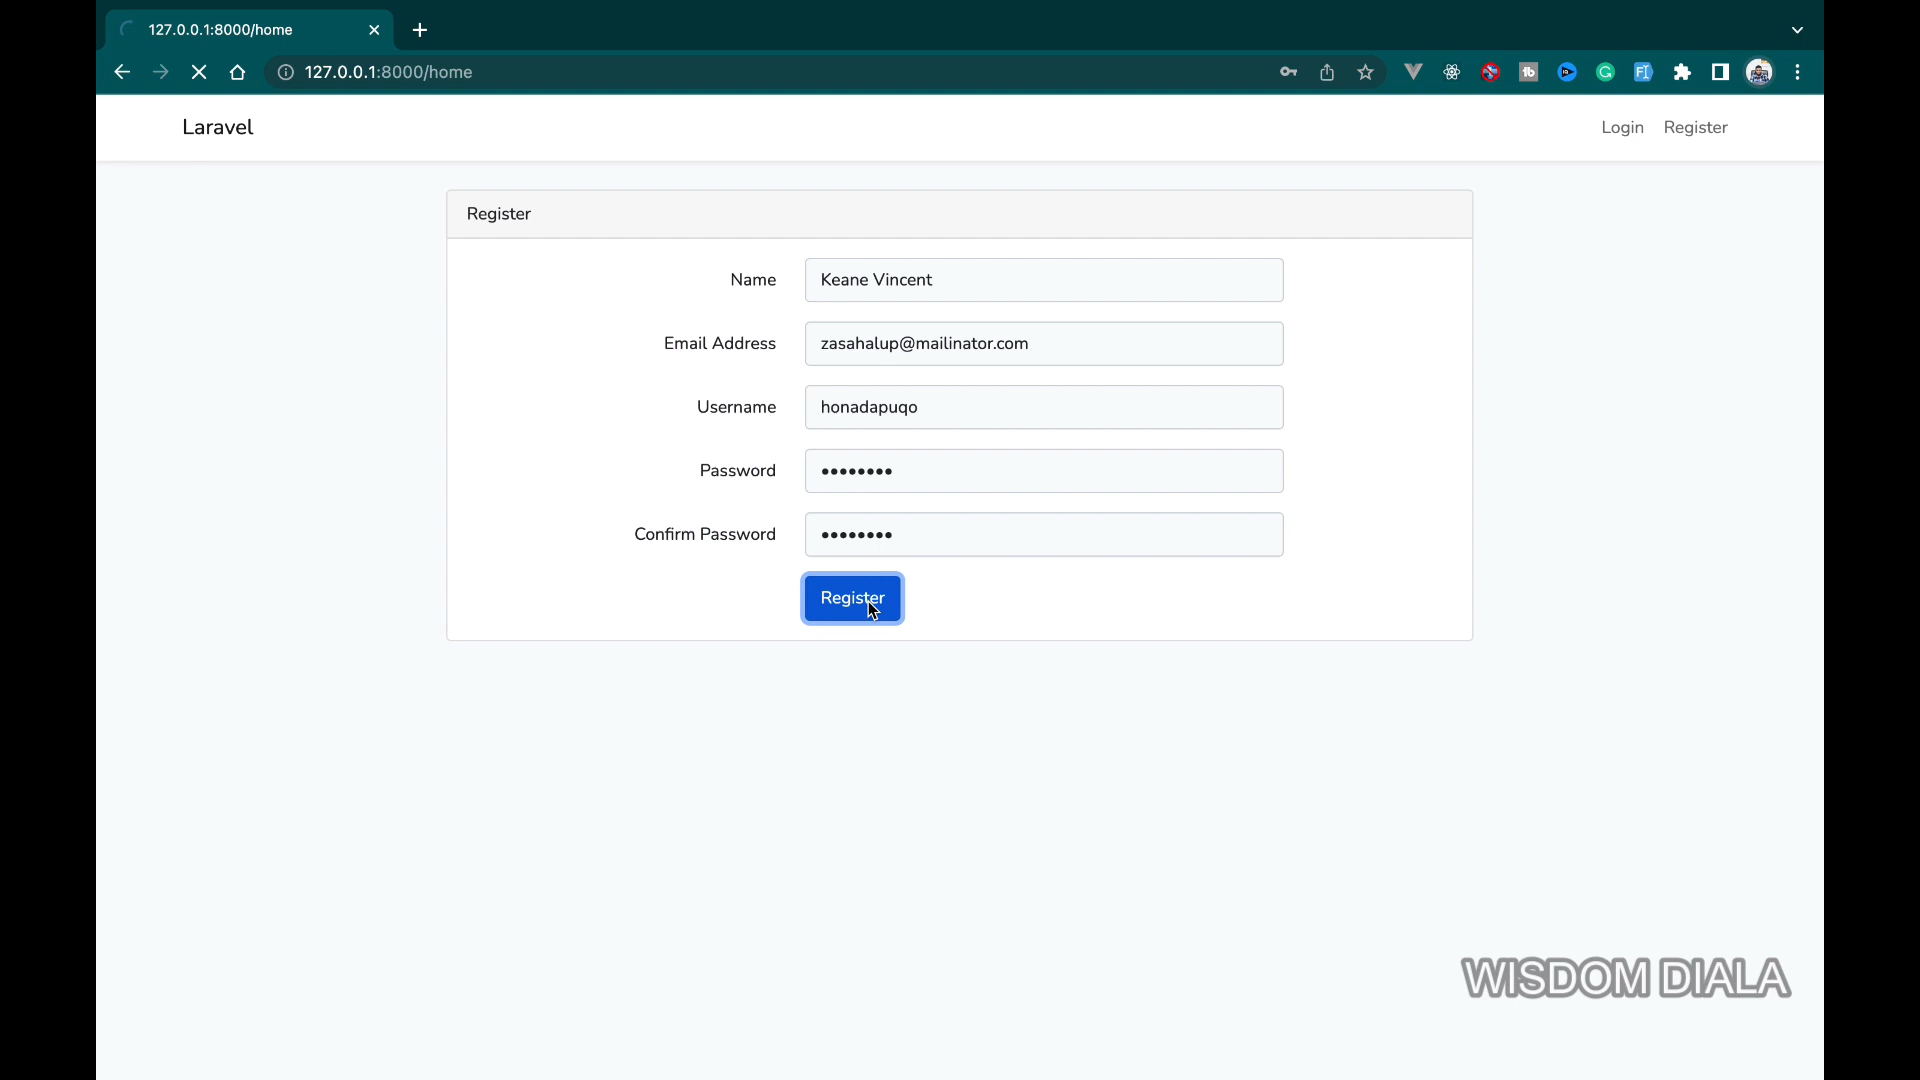 127.0.0.1:8000/home
127.0.0.1:8000/home
Laravel
Login Register
Register
Name Keane Vincent
Email Address zasahalup@mailinator.com
Username honadapuqo
Password ••••••••
Confirm Password ••••••••
Register
WISDOM DIALA